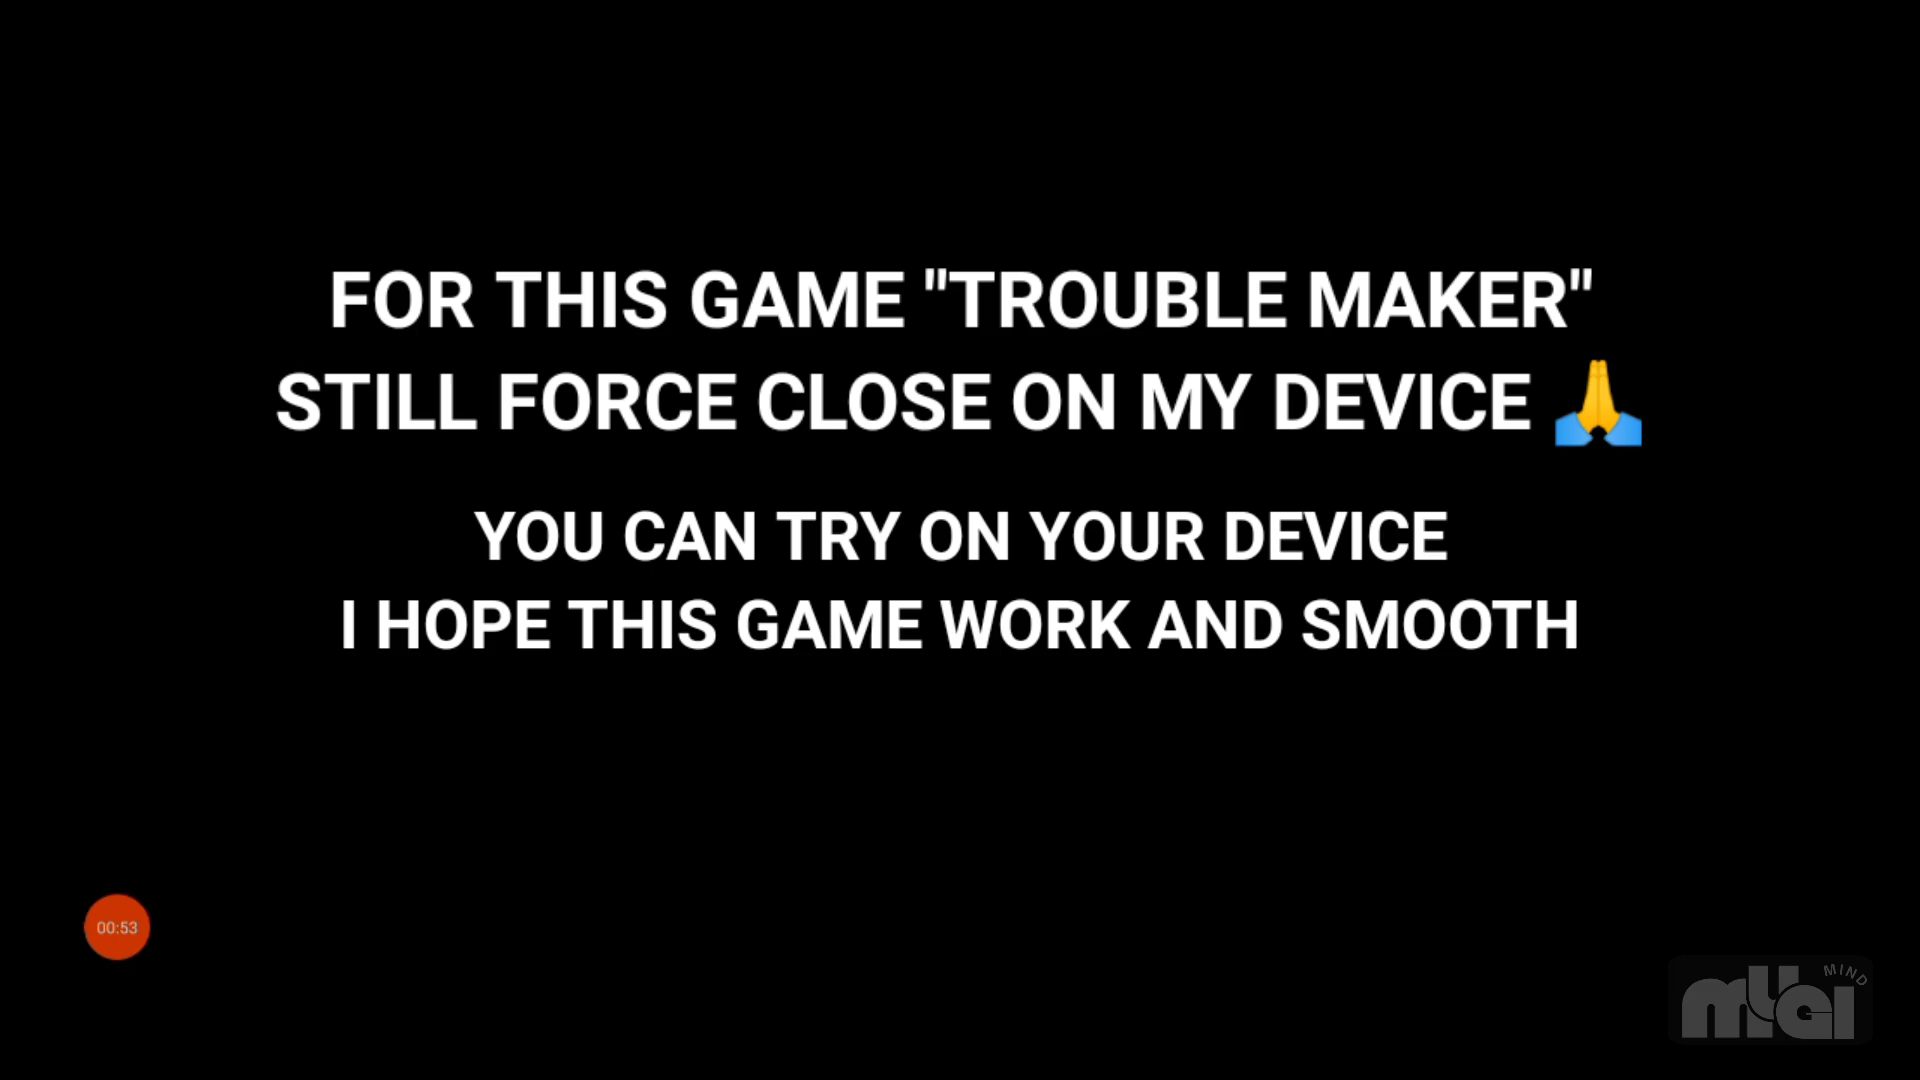 FOR THIS GAME "TROUBLE MAKER"
STILL FORCE CLOSE ON MY DEVICE 🙏
YOU CAN TRY ON YOUR DEVICE
I HOPE THIS GAME WORK AND SMOOTH
00:53
MIND
MUGI